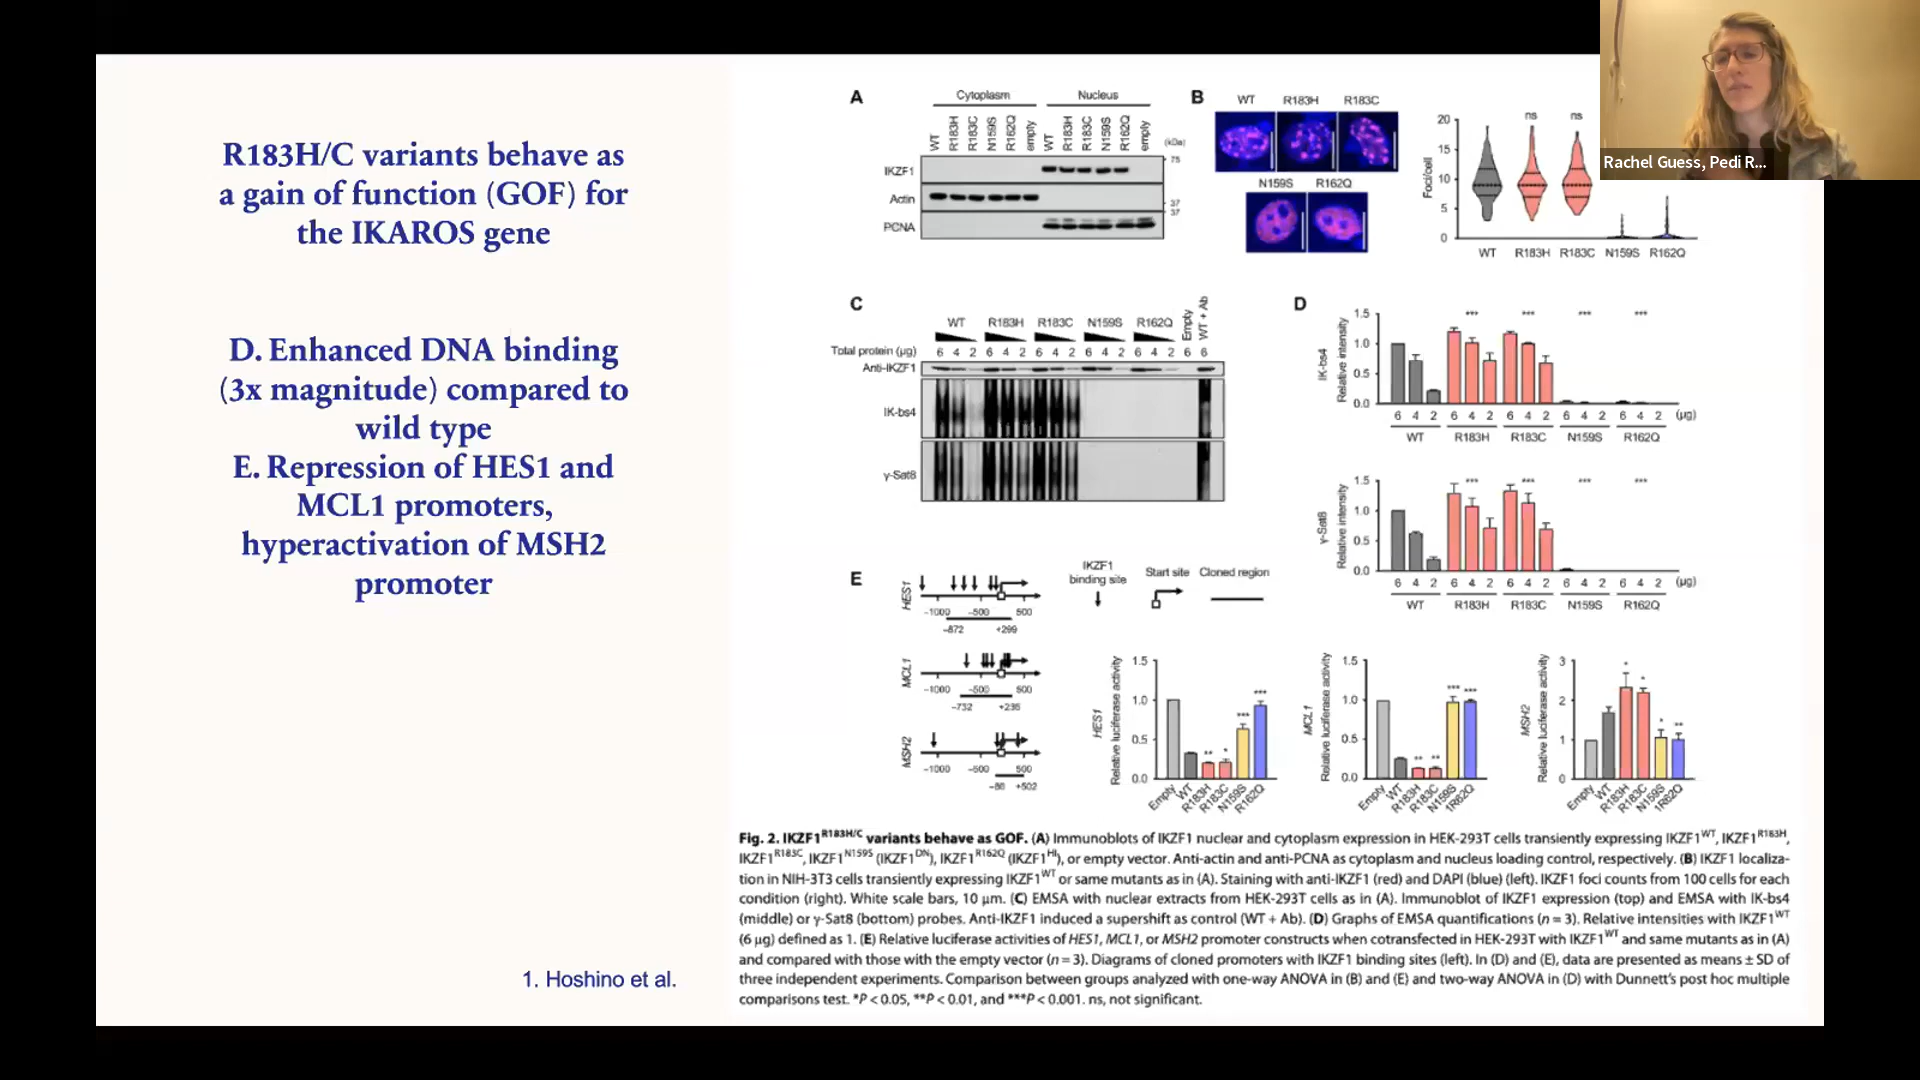 R183H/C variants behave as
a gain of function (GOF) for
the IKAROS gene
D. Enhanced DNA binding
(3x magnitude) compared to
wild type
E. Repression of HES1 and
MCL1 promoters,
hyperactivation of MSH2
promoter
1. Hoshino et al.
Rachel Guess, Pedi R...
A
Cytoplasm Nucleus
WT R183H R183C N159S R162Q empty WT R183H R183C N159S R162Q empty
(kDa)
75
IKZF1
Actin
37
37
PCNA
B
WT R183H R183C
N159S R162Q
Foci/cell
20
15
10
5
0
ns ns
WT R183H R183C N159S R162Q
C
WT R183H R183C N159S R162Q Empty WT + Ab
Total protein (μg) 6 4 2 6 4 2 6 4 2 6 4 2 6 4 2 6 6
Anti-IKZF1
IK-bs4
γ-Sat8
D
IK-bs4
Relative intensity
1.5
1.0
0.5
0.0
*** *** *** ***
6 4 2 6 4 2 6 4 2 6 4 2 6 4 2 (μg)
WT R183H R183C N159S R162Q
γ-Sat8
Relative intensity
1.5
1.0
0.5
0.0
*** *** *** ***
6 4 2 6 4 2 6 4 2 6 4 2 6 4 2 (μg)
WT R183H R183C N159S R162Q
E
IKZF1
binding site
Start site
Cloned region
HES1
−1000 −500 500
−872 +299
MCL1
−1000 −500 500
−732 +236
MSH2
−1000 −500 500
−86 +502
HES1
Relative luciferase activity
1.5
1.0
0.5
0.0
** * *** ***
Empty WT R183H R183C N159S R162Q
MCL1
Relative luciferase activity
1.5
1.0
0.5
0.0
** ** *** ***
Empty WT R183H R183C N159S 1R62Q
MSH2
Relative luciferase activity
3
2
1
0
* * * **
Empty WT R183H R183C N159S 1R62Q
Fig. 2. IKZF1R183H/C variants behave as GOF. (A) Immunoblots of IKZF1 nuclear and cytoplasm expression in HEK-293T cells transiently expressing IKZF1WT, IKZF1R183H,
IKZF1R183C, IKZF1N159S (IKZF1DN), IKZF1R162Q (IKZF1HI), or empty vector. Anti-actin and anti-PCNA as cytoplasm and nucleus loading control, respectively. (B) IKZF1 localiza-
tion in NIH-3T3 cells transiently expressing IKZF1WT or same mutants as in (A). Staining with anti-IKZF1 (red) and DAPI (blue) (left). IKZF1 foci counts from 100 cells for each
condition (right). White scale bars, 10 μm. (C) EMSA with nuclear extracts from HEK-293T cells as in (A). Immunoblot of IKZF1 expression (top) and EMSA with IK-bs4
(middle) or γ-Sat8 (bottom) probes. Anti-IKZF1 induced a supershift as control (WT + Ab). (D) Graphs of EMSA quantifications (n = 3). Relative intensities with IKZF1WT
(6 μg) defined as 1. (E) Relative luciferase activities of HES1, MCL1, or MSH2 promoter constructs when cotransfected in HEK-293T with IKZF1WT and same mutants as in (A)
and compared with those with the empty vector (n = 3). Diagrams of cloned promoters with IKZF1 binding sites (left). In (D) and (E), data are presented as means ± SD of
three independent experiments. Comparison between groups analyzed with one-way ANOVA in (B) and (E) and two-way ANOVA in (D) with Dunnett's post hoc multiple
comparisons test. *P < 0.05, **P < 0.01, and ***P < 0.001. ns, not significant.